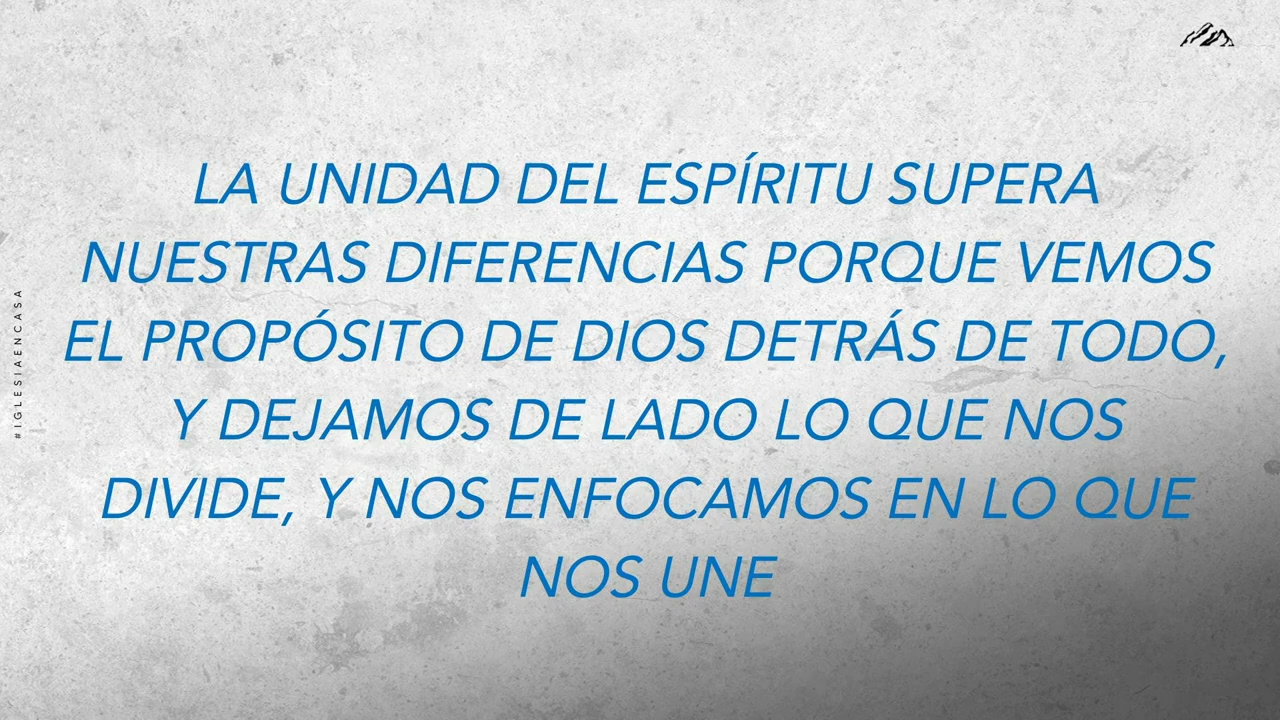 LA UNIDAD DEL ESPÍRITU SUPERA
NUESTRAS DIFERENCIAS PORQUE VEMOS
EL PROPÓSITO DE DIOS DETRÁS DE TODO,
Y DEJAMOS DE LADO LO QUE NOS
DIVIDE, Y NOS ENFOCAMOS EN LO QUE
NOS UNE
#IGLESIAENCASA